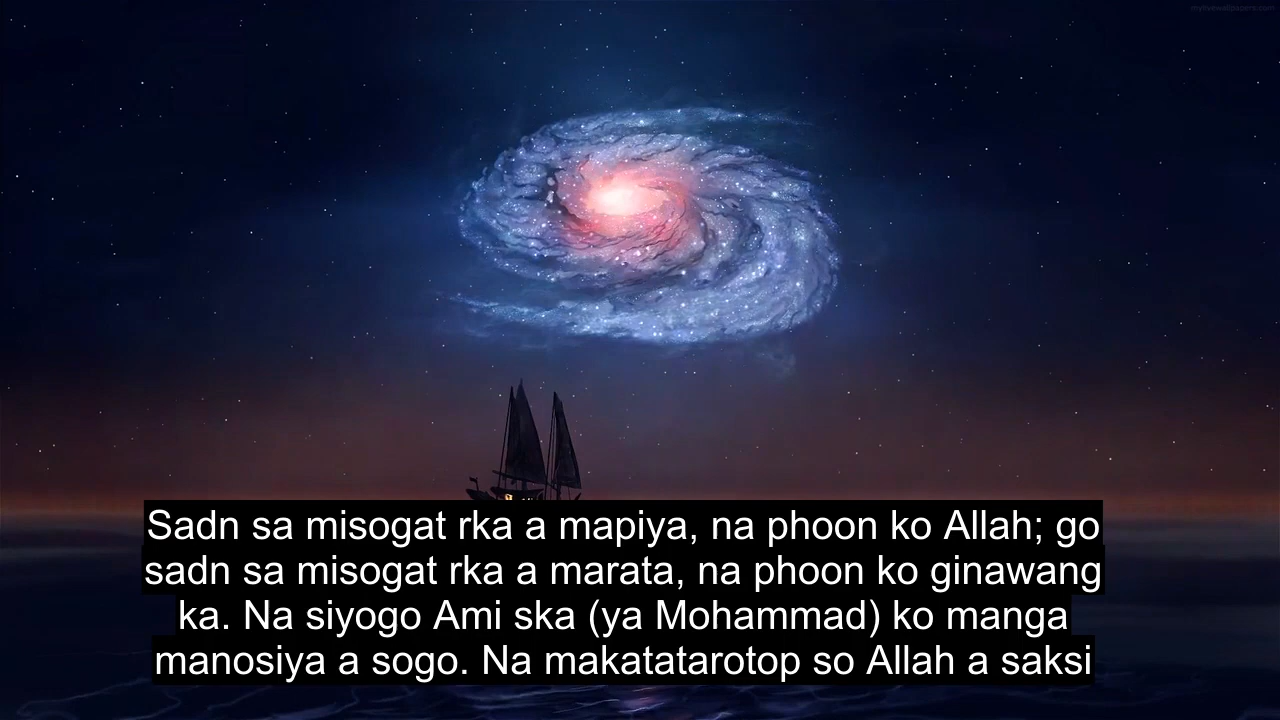 Sadn sa misogat rka a mapiya, na phoon ko Allah; go
sadn sa misogat rka a marata, na phoon ko ginawang
ka. Na siyogo Ami ska (ya Mohammad) ko manga
manosiya a sogo. Na makatatarotop so Allah a saksi